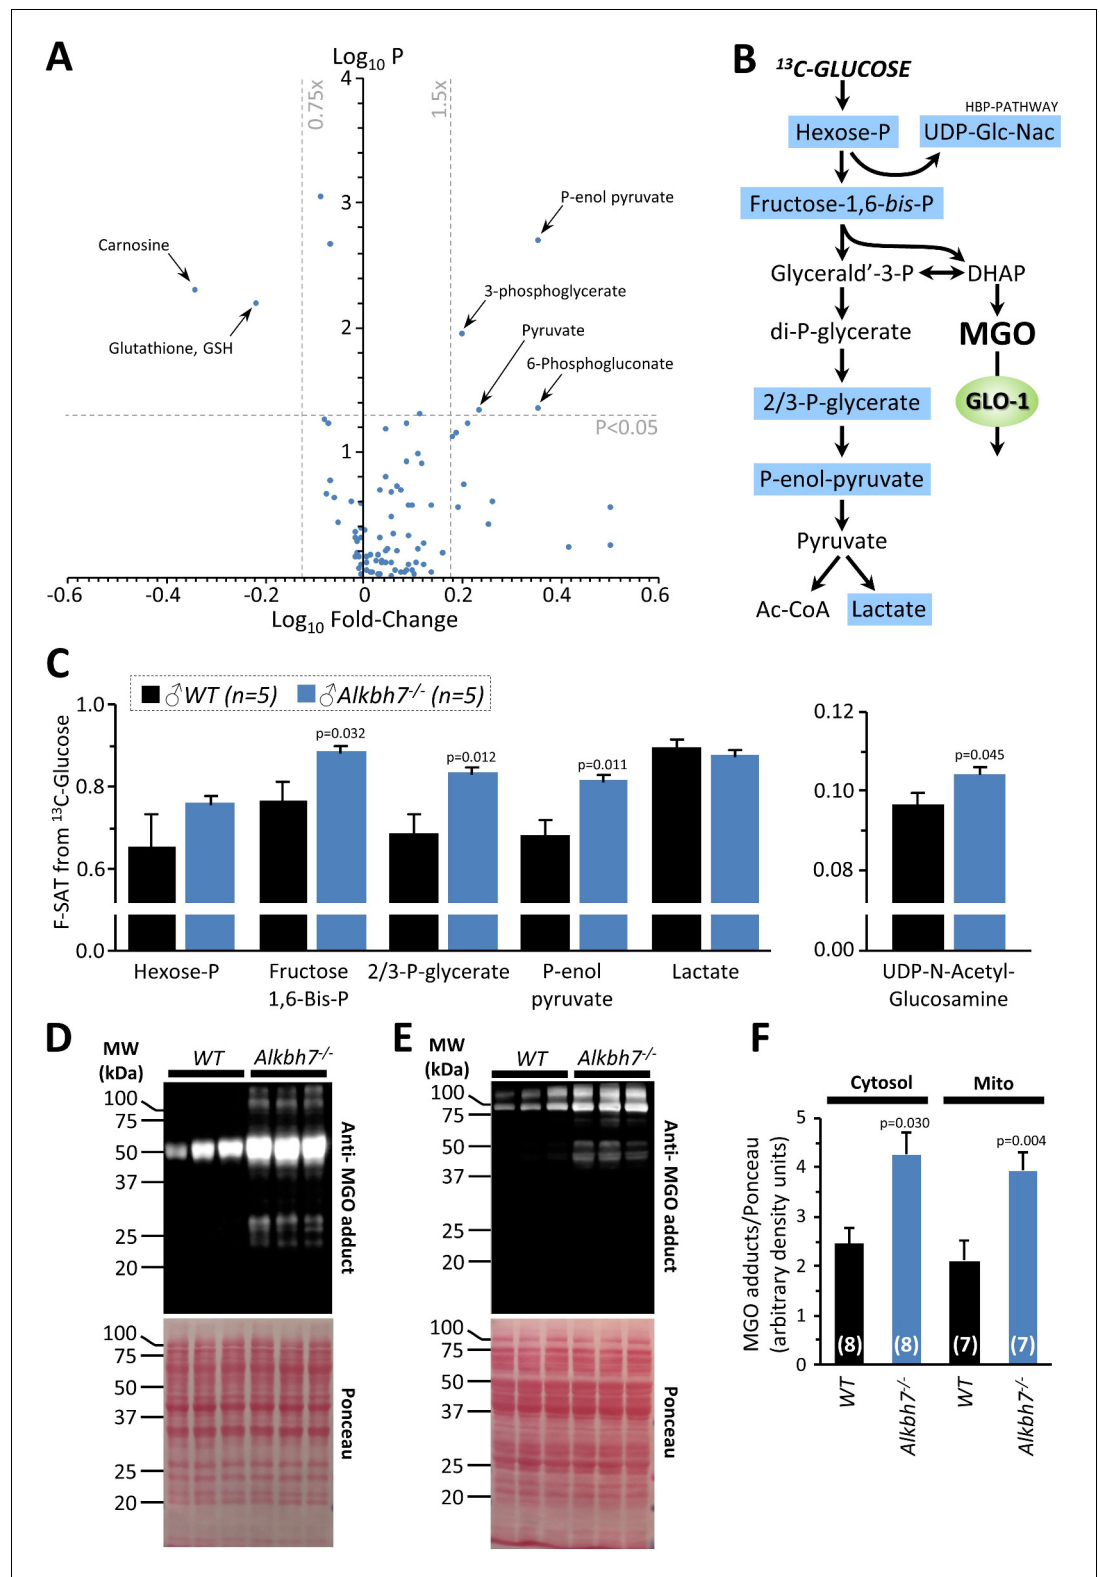 A
Log10 P
4
0.75x
1.5x
3
P-enol pyruvate
Carnosine
3-phosphoglycerate
2
Pyruvate
Glutathione, GSH
6-Phosphogluconate
P<0.05
1
-0.6
-0.4
-0.2
0
0.2
0.4
0.6
Log10 Fold-Change
B
13C-GLUCOSE
HBP-PATHWAY
Hexose-P
UDP-Glc-Nac
Fructose-1,6-bis-P
Glycerald'-3-P
DHAP
di-P-glycerate
MGO
2/3-P-glycerate
GLO-1
P-enol-pyruvate
Pyruvate
Ac-CoA
Lactate
C
♂WT (n=5)
♂Alkbh7-/- (n=5)
F-SAT from 13C-Glucose
1.0
0.8
0.6
0.0
p=0.032
p=0.012
p=0.011
Hexose-P
Fructose
1,6-Bis-P
2/3-P-glycerate
P-enol
pyruvate
Lactate
0.12
0.10
0.08
0.00
p=0.045
UDP-N-Acetyl-
Glucosamine
D
MW
(kDa)
WT
Alkbh7-/-
100
75
50
37
25
20
Anti- MGO adduct
100
75
50
37
25
20
Ponceau
E
MW
(kDa)
WT
Alkbh7-/-
100
75
50
37
25
20
Anti- MGO adduct
100
75
50
37
25
20
Ponceau
F
Cytosol
Mito
MGO adducts/Ponceau
(arbitrary density units)
5
4
3
2
1
0
p=0.030
p=0.004
(8)
(8)
(7)
(7)
WT
Alkbh7-/-
WT
Alkbh7-/-